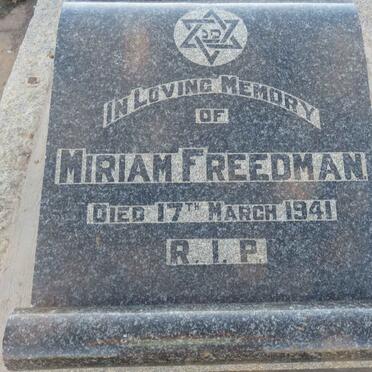 IN LOVING MEMORY
OF
MIRIAM FREEDMAN
DIED 17TH MARCH 1941
R.I.P.